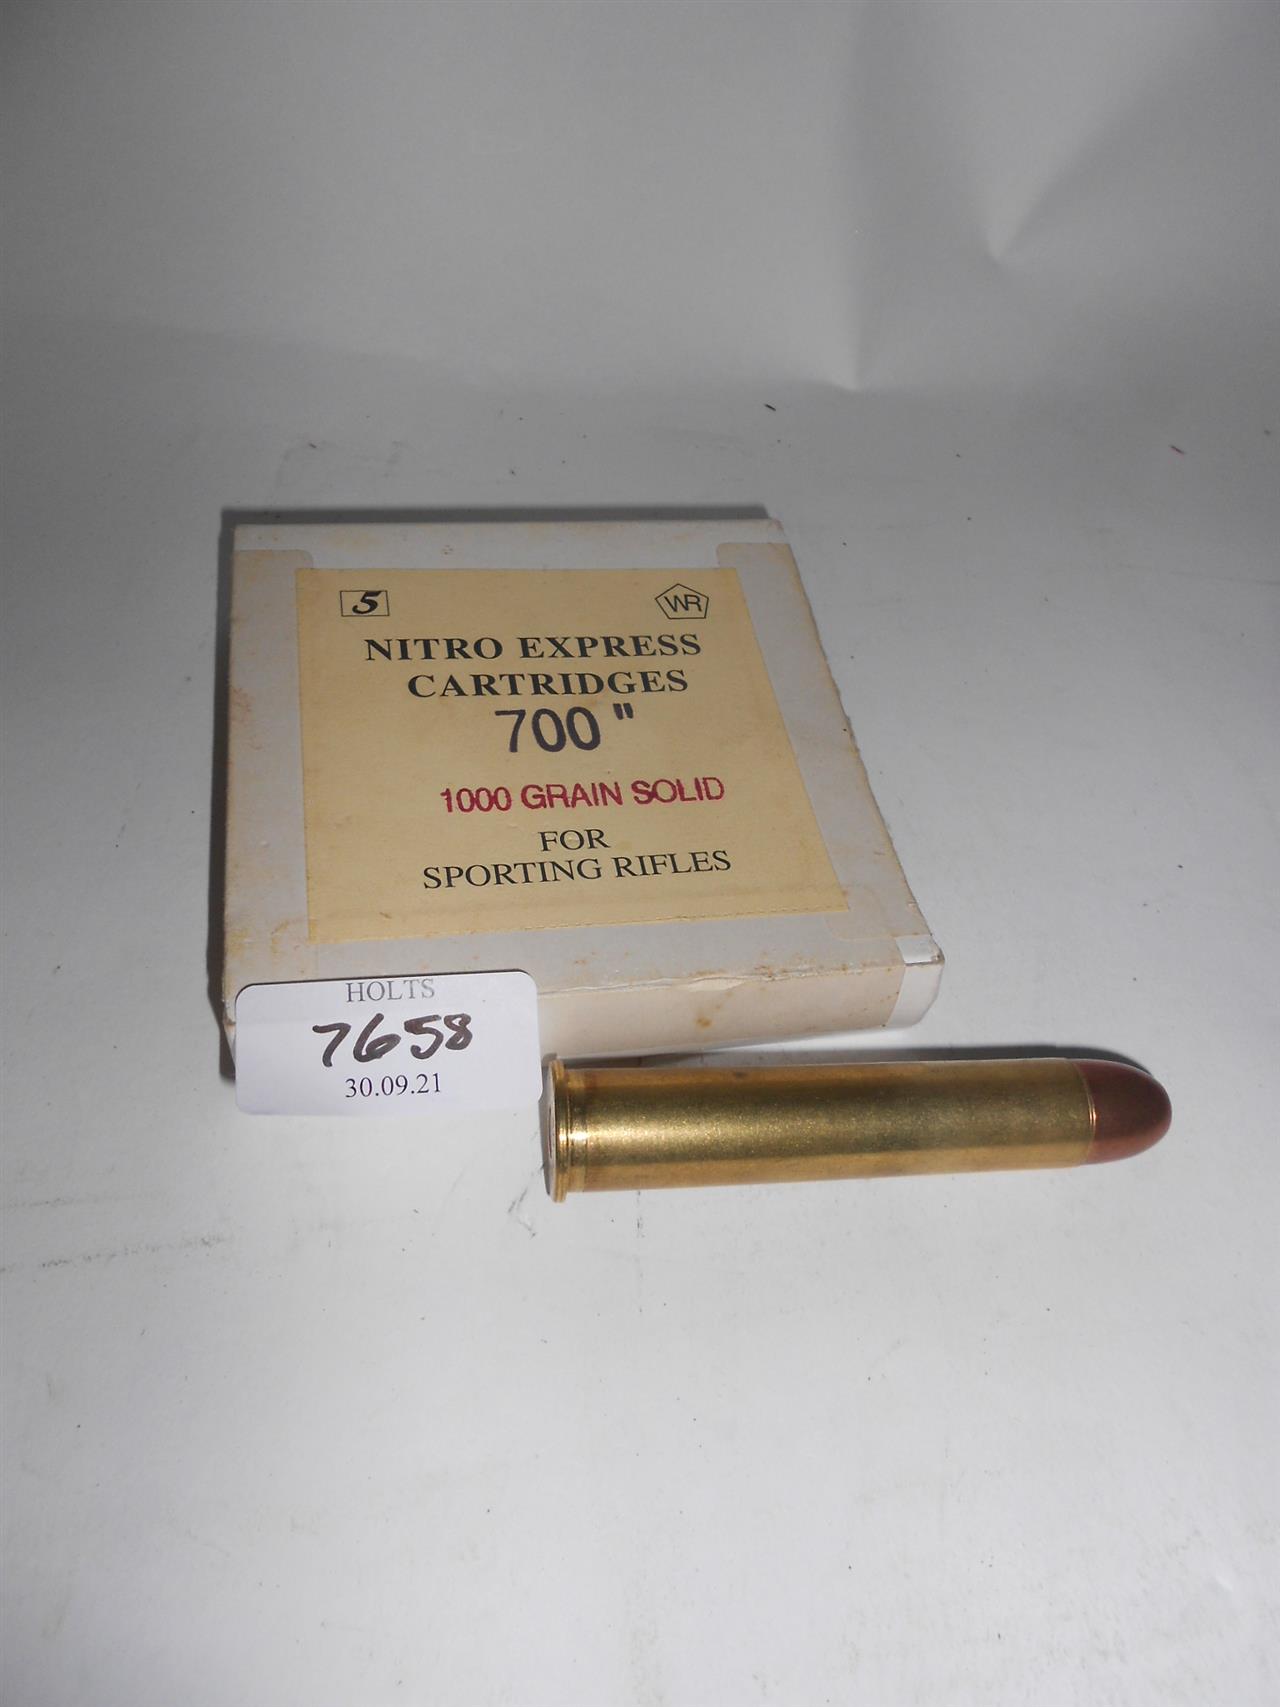 5
WR
NITRO EXPRESS
CARTRIDGES
700"
1000 GRAIN SOLID
FOR
SPORTING RIFLES
HOLTS
7658
30.09.21